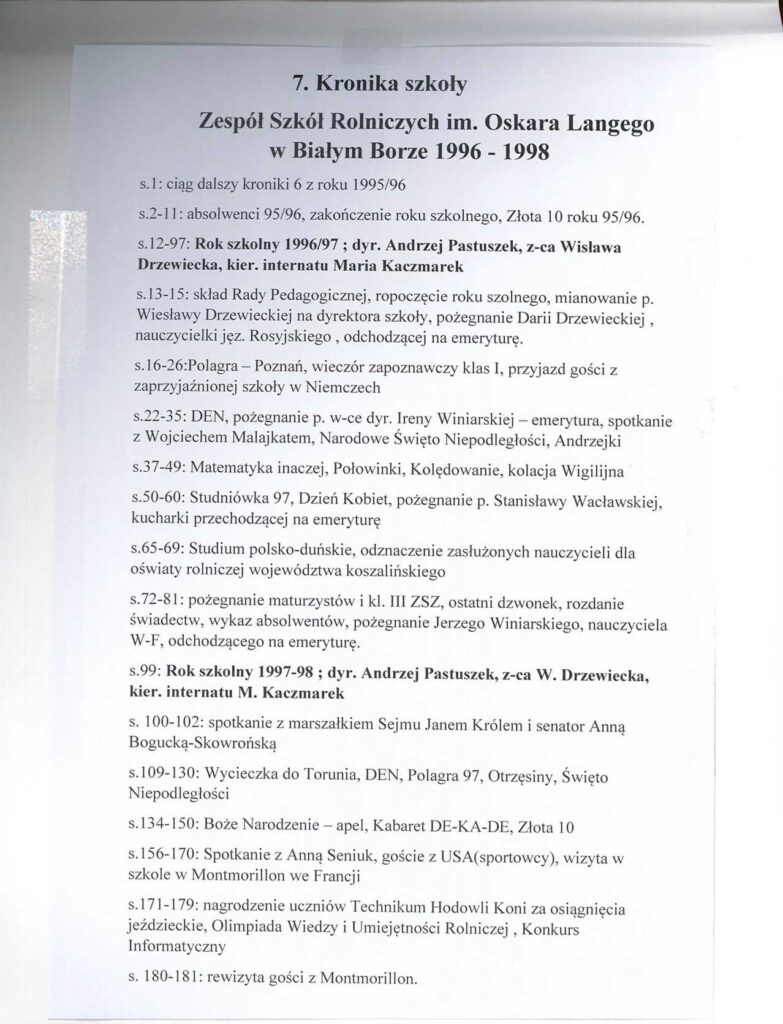 7. Kronika szkoły
Zespół Szkół Rolniczych im. Oskara Langego
w Białym Borze 1996 - 1998
s.1: ciąg dalszy kroniki 6 z roku 1995/96
s.2-11: absolwenci 95/96, zakończenie roku szkolnego, Złota 10 roku 95/96.
s.12-97: Rok szkolny 1996/97 ; dyr. Andrzej Pastuszek, z-ca Wisława
Drzewiecka, kier. internatu Maria Kaczmarek
s.13-15: skład Rady Pedagogicznej, ropoczęcie roku szolnego, mianowanie p.
Wiesławy Drzewieckiej na dyrektora szkoły, pożegnanie Darii Drzewieckiej ,
nauczycielki jęz. Rosyjskiego , odchodzącej na emeryturę.
s.16-26:Polagra – Poznań, wieczór zapoznawczy klas I, przyjazd gości z
zaprzyjaźnionej szkoły w Niemczech
s.22-35: DEN, pożegnanie p. w-ce dyr. Ireny Winiarskiej – emerytura, spotkanie
z Wojciechem Malajkatem, Narodowe Święto Niepodległości, Andrzejki
s.37-49: Matematyka inaczej, Połowinki, Kolędowanie, kolacja Wigilijna
s.50-60: Studniówka 97, Dzień Kobiet, pożegnanie p. Stanisławy Wacławskiej,
kucharki przechodzącej na emeryturę
s.65-69: Studium polsko-duńskie, odznaczenie zasłużonych nauczycieli dla
oświaty rolniczej województwa koszalińskiego
s.72-81: pożegnanie maturzystów i kl. III ZSZ, ostatni dzwonek, rozdanie
świadectw, wykaz absolwentów, pożegnanie Jerzego Winiarskiego, nauczyciela
W-F, odchodzącego na emeryturę.
s.99: Rok szkolny 1997-98 ; dyr. Andrzej Pastuszek, z-ca W. Drzewiecka,
kier. internatu M. Kaczmarek
s. 100-102: spotkanie z marszałkiem Sejmu Janem Królem i senator Anną
Bogucką-Skowrońską
s.109-130: Wycieczka do Torunia, DEN, Polagra 97, Otrzęsiny, Święto
Niepodległości
s.134-150: Boże Narodzenie – apel, Kabaret DE-KA-DE, Złota 10
s.156-170: Spotkanie z Anną Seniuk, goście z USA(sportowcy), wizyta w
szkole w Montmorillon we Francji
s.171-179: nagrodzenie uczniów Technikum Hodowli Koni za osiągnięcia
jeździeckie, Olimpiada Wiedzy i Umiejętności Rolniczej , Konkurs
Informatyczny
s. 180-181: rewizyta gości z Montmorillon.